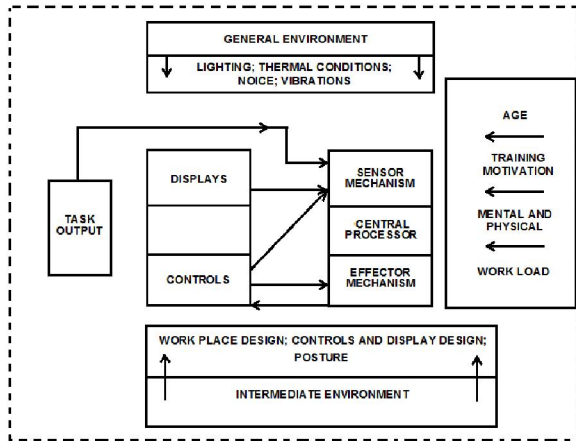 GENERAL ENVIRONMENT
LIGHTING; THERMAL CONDITIONS;
NOICE; VIBRATIONS
TASK
OUTPUT
DISPLAYS
CONTROLS
SENSOR
MECHANISM
CENTRAL
PROCESSOR
EFFECTOR
MECHANISM
AGE
TRAINING
MOTIVATION
MENTAL AND
PHYSICAL
WORK LOAD
WORK PLACE DESIGN; CONTROLS AND DISPLAY DESIGN;
POSTURE
INTERMEDIATE ENVIRONMENT